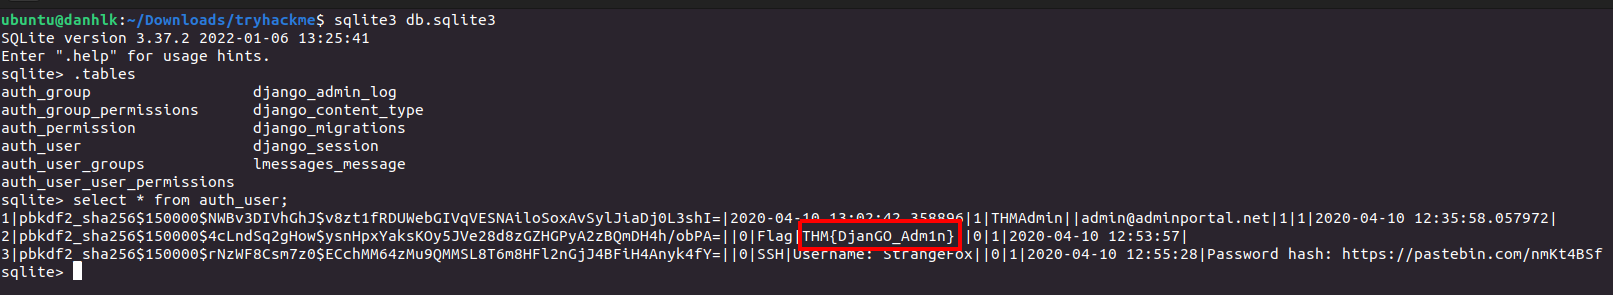 ubuntu@danhlk:~/Downloads/tryhackme$ sqlite3 db.sqlite3
SQLite version 3.37.2 2022-01-06 13:25:41
Enter ".help" for usage hints.
sqlite> .tables
auth_group                  django_admin_log
auth_group_permissions      django_content_type
auth_permission             django_migrations
auth_user                   django_session
auth_user_groups            lmessages_message
auth_user_user_permissions
sqlite> select * from auth_user;
1|pbkdf2_sha256$150000$NWBv3DIVhGhJ$v8zt1fRDUWebGIVqVESNAiloSoxAvSylJiaDj0L3shI=|2020-04-10 13:02:42.358896|1|THMAdmin||admin@adminportal.net|1|1|2020-04-10 12:35:58.057972|
2|pbkdf2_sha256$150000$4cLndSq2gHow$ysnHpxYaksKOy5JVe28d8zGZHGPyA2zBQmDH4h/obPA=||0|Flag|THM{DjanGO_Adm1n}||0|1|2020-04-10 12:53:57|
3|pbkdf2_sha256$150000$rNzWF8Csm7z0$ECchMM64zMu9QMMSL8T6m8HFl2nGjJ4BFiH4Anyk4fY=||0|SSH|Username: StrangeFox||0|1|2020-04-10 12:55:28|Password hash: https://pastebin.com/nmKt4BSf
sqlite>